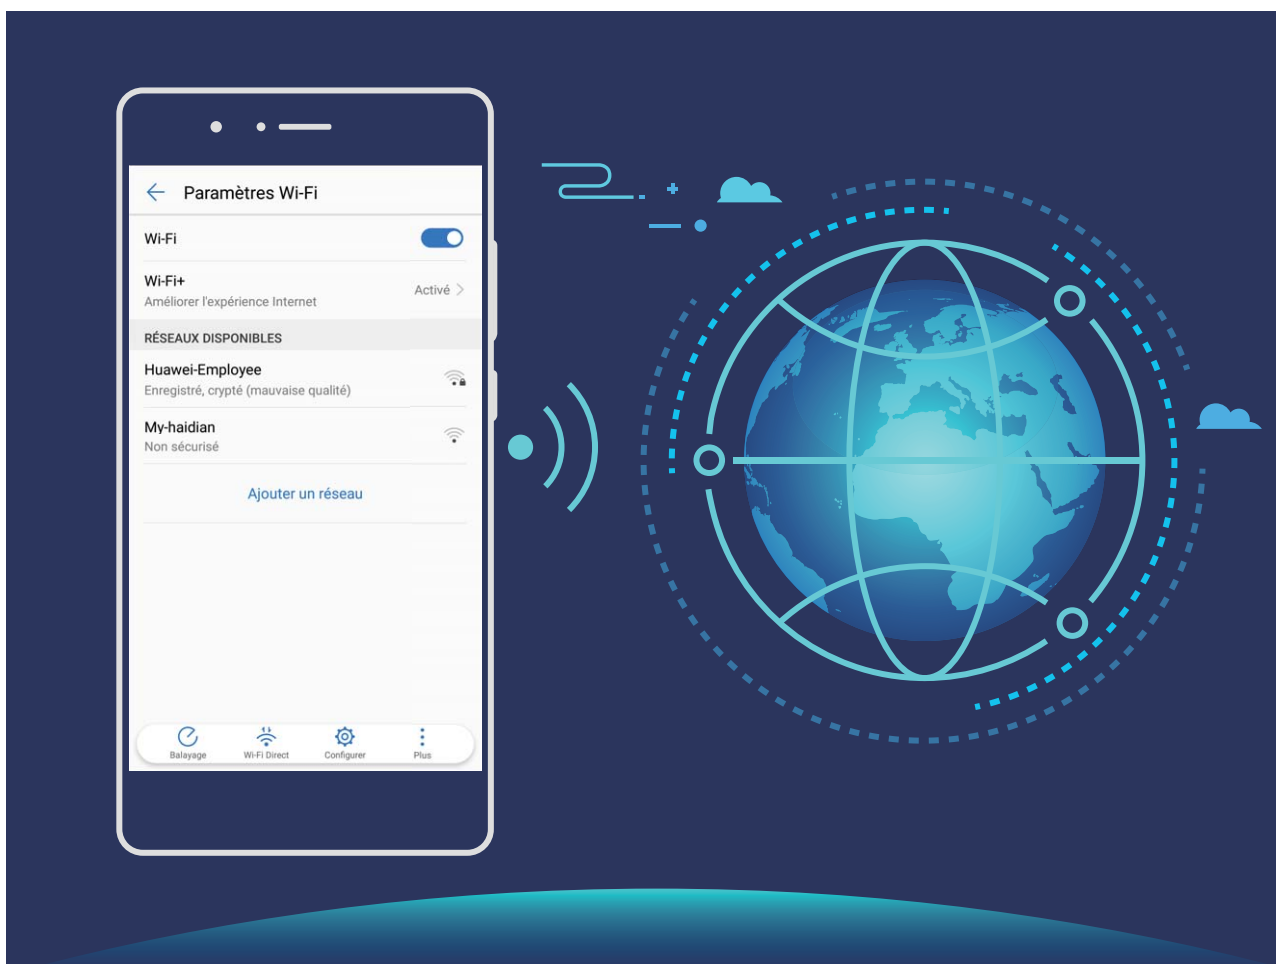 Paramètres Wi-Fi
Wi-Fi
Wi-Fi+
Améliorer l'expérience Internet
Activé
RÉSEAUX DISPONIBLES
Huawei-Employee
Enregistré, crypté (mauvaise qualité)
My-haidian
Non sécurisé
Ajouter un réseau
Balayage Wi-Fi Direct Configurer Plus